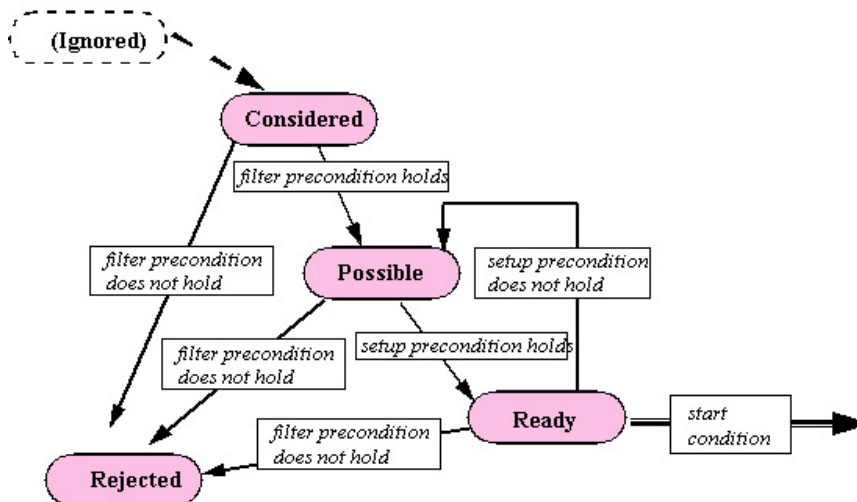 (Ignored)
Considered
filter precondition holds
filter precondition
does not hold
Possible
setup precondition
does not hold
filter precondition
does not hold
setup precondition holds
Ready
start
condition
filter precondition
does not hold
Rejected